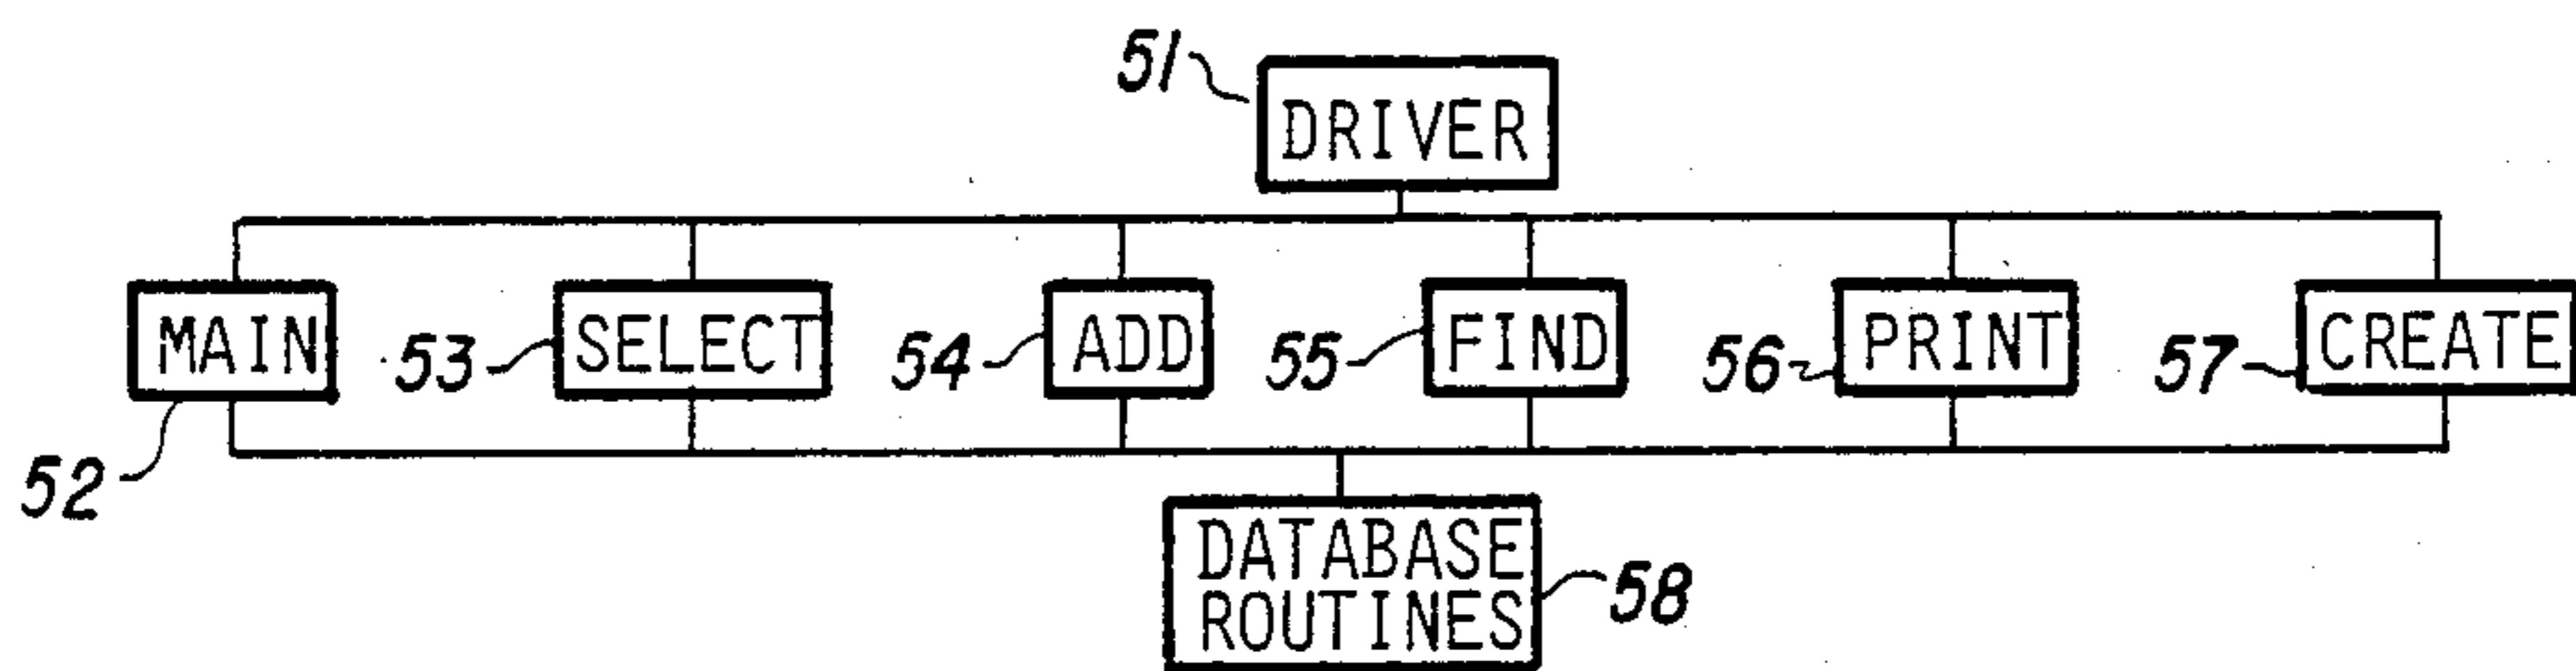 51
DRIVER
MAIN
53
SELECT
54
ADD
55
FIND
56
PRINT
57
CREATE
52
DATABASE
ROUTINES
58